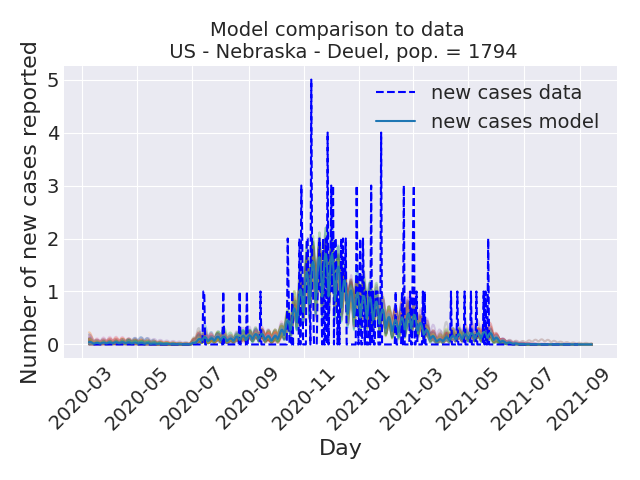 Model comparison to data
US - Nebraska - Deuel, pop. = 1794
Number of new cases reported
5
4
3
2
1
0
new cases data
new cases model
2020-03
2020-05
2020-07
2020-09
2020-11
2021-01
2021-03
2021-05
2021-07
2021-09
Day